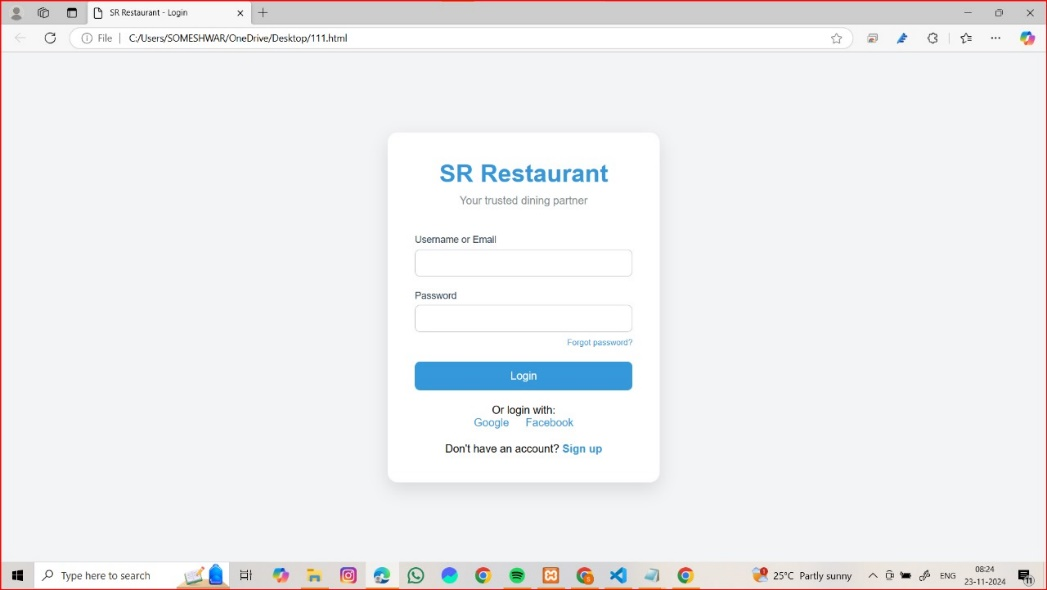 SR Restaurant - Login
File
C:/Users/SOMESHWAR/OneDrive/Desktop/111.html
SR Restaurant
Your trusted dining partner
Username or Email
Password
Forgot password?
Login
Or login with:
Google Facebook
Don't have an account? Sign up
Type here to search
25°C Partly sunny
ENG
08:24
23-11-2024
11